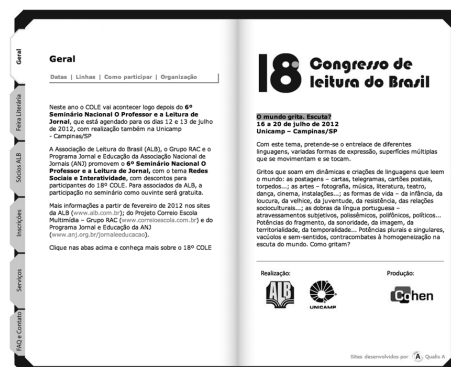 Geral
Feira Literária
Sócios ALB
Inscrições
Serviços
FAQ e Contato
Geral
Datas | Linhas | Como participar | Organização
Neste ano o COLE vai acontecer logo depois do 6º
Seminário Nacional O Professor e a Leitura de
Jornal, que está agendado para os dias 12 e 13 de julho
de 2012, com realização também na Unicamp
- Campinas/SP
A Associação de Leitura do Brasil (ALB), o Grupo RAC e o
Programa Jornal e Educação da Associação Nacional de
Jornais (ANJ) promovem o 6º Seminário Nacional O
Professor e a Leitura de Jornal, com o tema Redes
Sociais e Interatividade, com descontos para
participantes do 18º COLE. Para associados da ALB, a
participação no seminário como ouvinte será gratuita.
Mais informações a partir de fevereiro de 2012 nos sites
da ALB (www.alb.com.br); do Projeto Correio Escola
Multimídia – Grupo RAC (www.correioescola.com.br) e do
Programa Jornal e Educação da ANJ
(www.anj.org.br/jornaleeducacao).
Clique nas abas acima e conheça mais sobre o 18º COLE
18º Congresso de
leitura do Brasil
O mundo grita. Escuta?
16 a 20 de julho de 2012
Unicamp – Campinas/SP
Com este tema, pretende-se o entrelece de diferentes
linguagens, variadas formas de expressão, superfícies múltiplas
que se movimentam e se tocam.
Gritos que soam em dinâmicas e criações de linguagens que leem
o mundo: as postagens – cartas, telegramas, cartões postais,
torpedos...; as artes – fotografia, música, literatura, teatro,
dança, cinema, instalações...; as formas de vida – da infância, da
loucura, da velhice, da juventude, da resistência, das relações
socioculturais...; as dobras da língua portuguesa –
atravessamentos subjetivos, polissêmicos, polifônicos, políticos...
Potências do fragmento, da sonoridade, da imagem, da
territorialidade, da temporalidade... Potências plurais e singulares,
vacúolos e sem-sentidos, contracombates à homogeneização na
escuta do mundo. Como gritam?
Realização:
Produção:
ALB
UNICAMP
Cohen
Sites desenvolvidos por A Qualis A